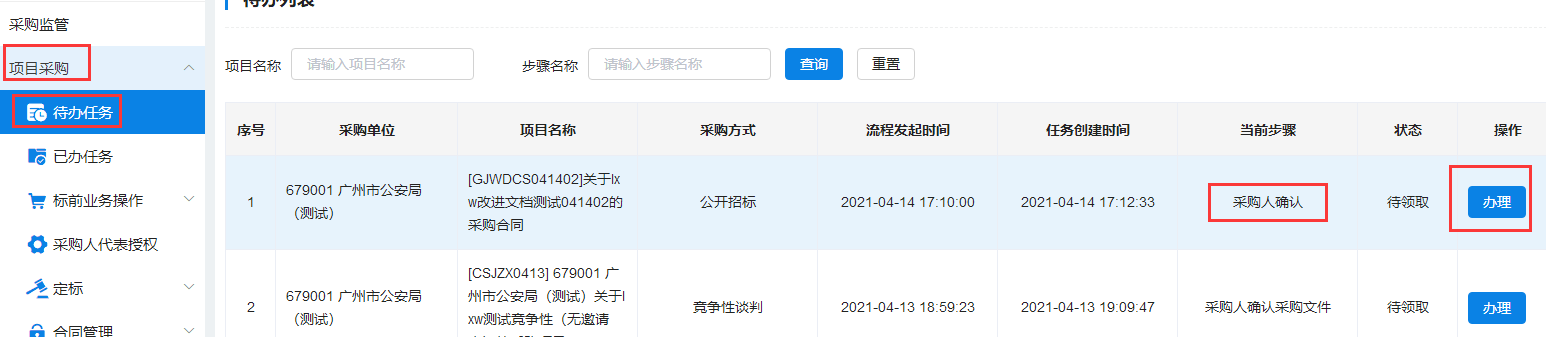 采购监管
项目采购
待办任务
已办任务
标前业务操作
采购人代表授权
定标
合同管理
待办列表
项目名称 请输入项目名称 步骤名称 请输入步骤名称 查询 重置
序号 采购单位 项目名称 采购方式 流程发起时间 任务创建时间 当前步骤 状态 操作
1
679001 广州市公安局
（测试）
[GJWDCS041402]关于lx
w改进文档测试041402的
采购合同
公开招标
2021-04-14 17:10:00
2021-04-14 17:12:33
采购人确认
待领取
办理
2
679001 广州市公安局
（测试）
[CSJZX0413] 679001 广
州市公安局（测试）关于l
xw测试竞争性（无邀请
竞争性谈判
2021-04-13 18:59:23
2021-04-13 19:09:47
采购人确认采购文件
待领取
办理